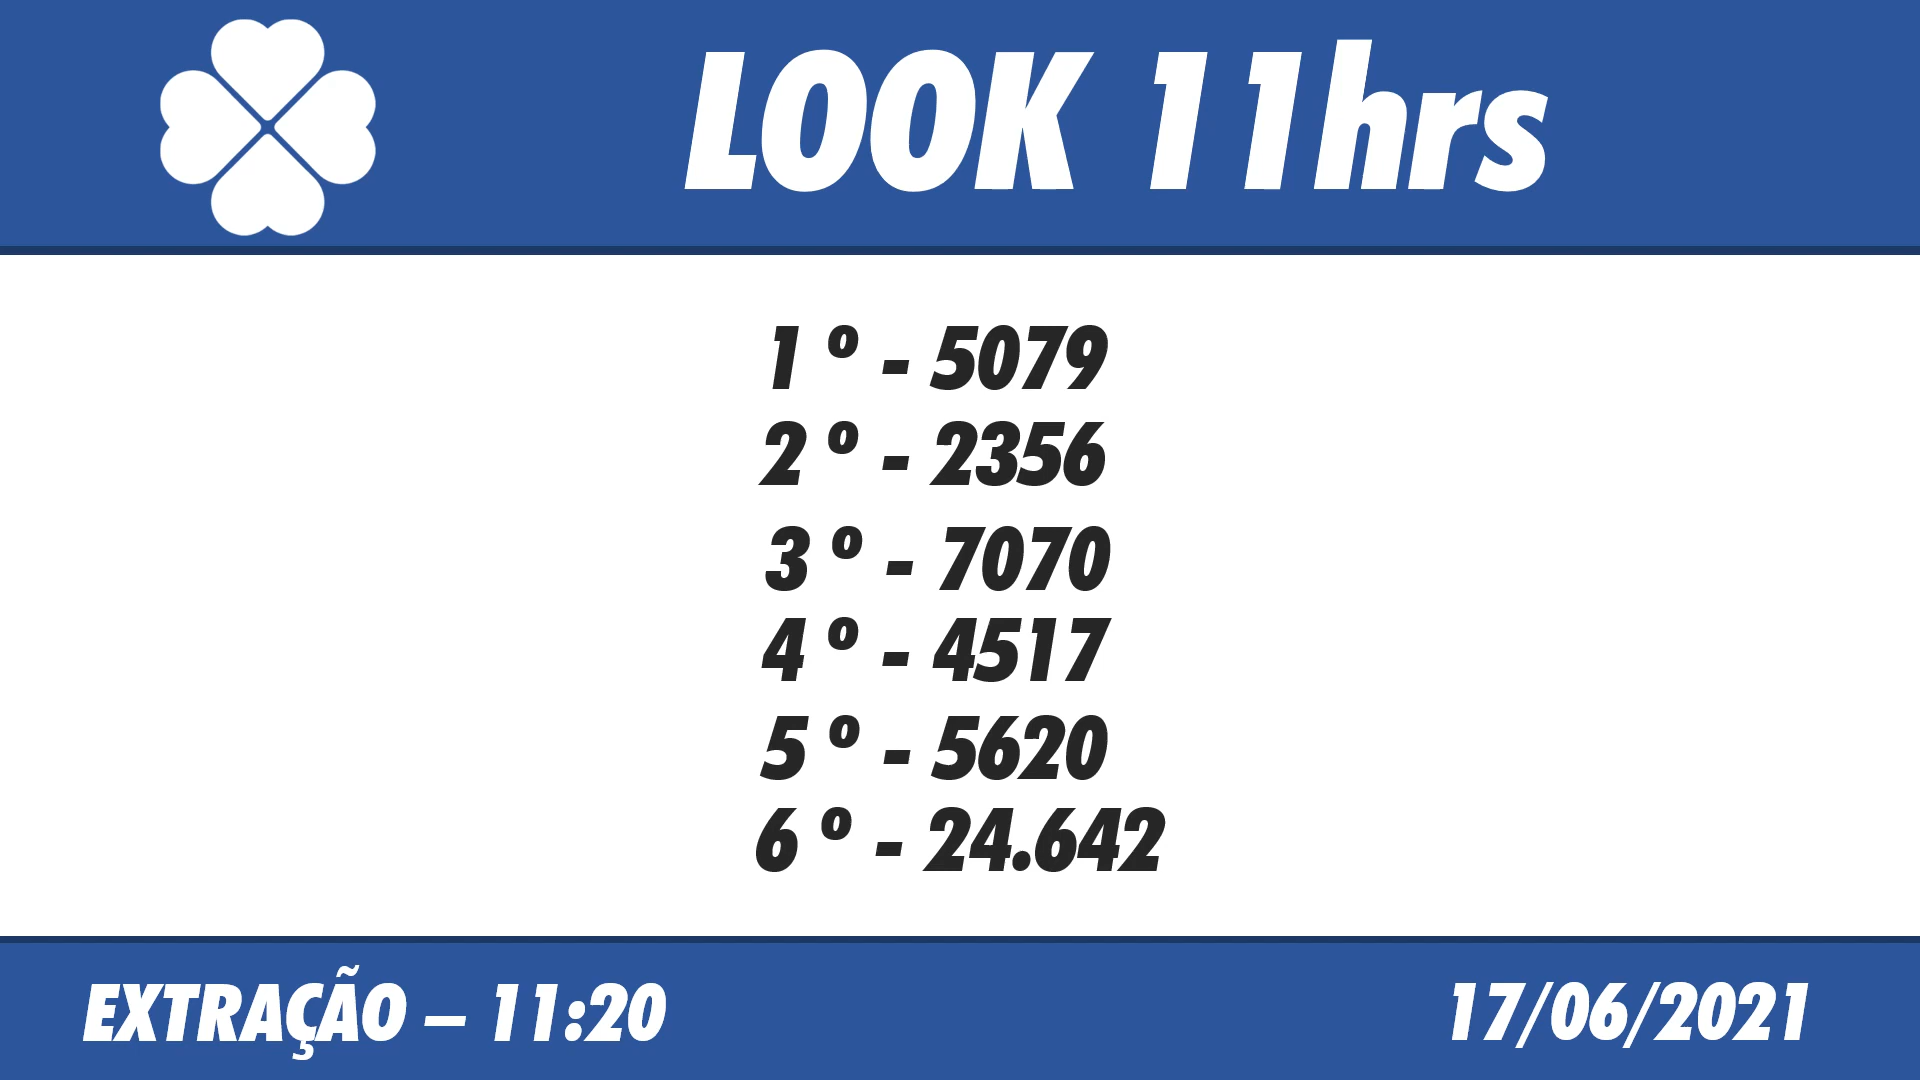 LOOK 11hrs
1 º - 5079
2 º - 2356
3 º - 7070
4 º - 4517
5 º - 5620
6 º - 24.642
EXTRAÇÃO – 11:20
17/06/2021